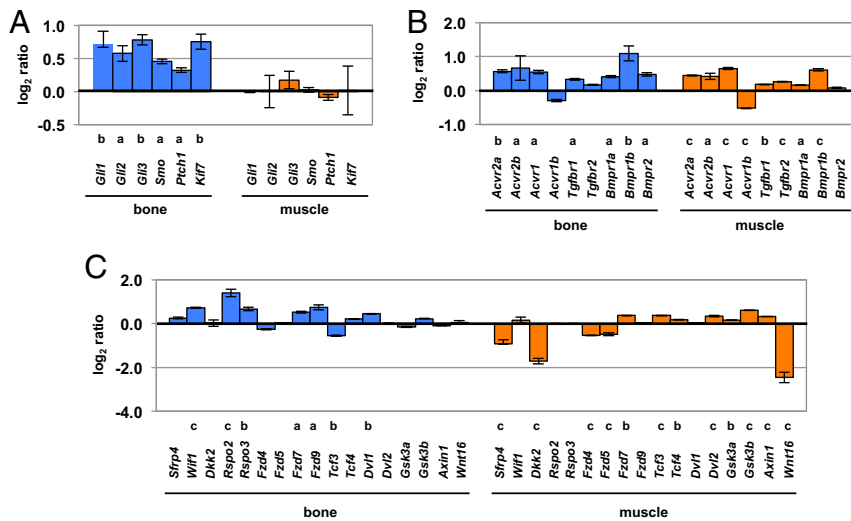 A
log2 ratio
1.0
0.5
0.0
-0.5
b a b a a b
Gli1 Gli2 Gli3 Smo Ptch1 Kif7 Gli1 Gli2 Gli3 Smo Ptch1 Kif7
bone muscle
B
log2 ratio
2.0
1.0
0.0
-1.0
b a a a a b a c a c c b c a c
Acvr2a Acvr2b Acvr1 Acvr1b Tgfbr1 Tgfbr2 Bmpr1a Bmpr1b Bmpr2 Acvr2a Acvr2b Acvr1 Acvr1b Tgfbr1 Tgfbr2 Bmpr1a Bmpr1b Bmpr2
bone muscle
C
log2 ratio
2.0
0.0
-2.0
-4.0
c c b a a b b c c c c b c b c b c c c
Sfrp4 Wif1 Dkk2 Rspo2 Rspo3 Fzd4 Fzd5 Fzd7 Fzd9 Tcf3 Tcf4 Dvl1 Dvl2 Gsk3a Gsk3b Axin1 Wnt16 Sfrp4 Wif1 Dkk2 Rspo2 Rspo3 Fzd4 Fzd5 Fzd7 Fzd9 Tcf3 Tcf4 Dvl1 Dvl2 Gsk3a Gsk3b Axin1 Wnt16
bone muscle